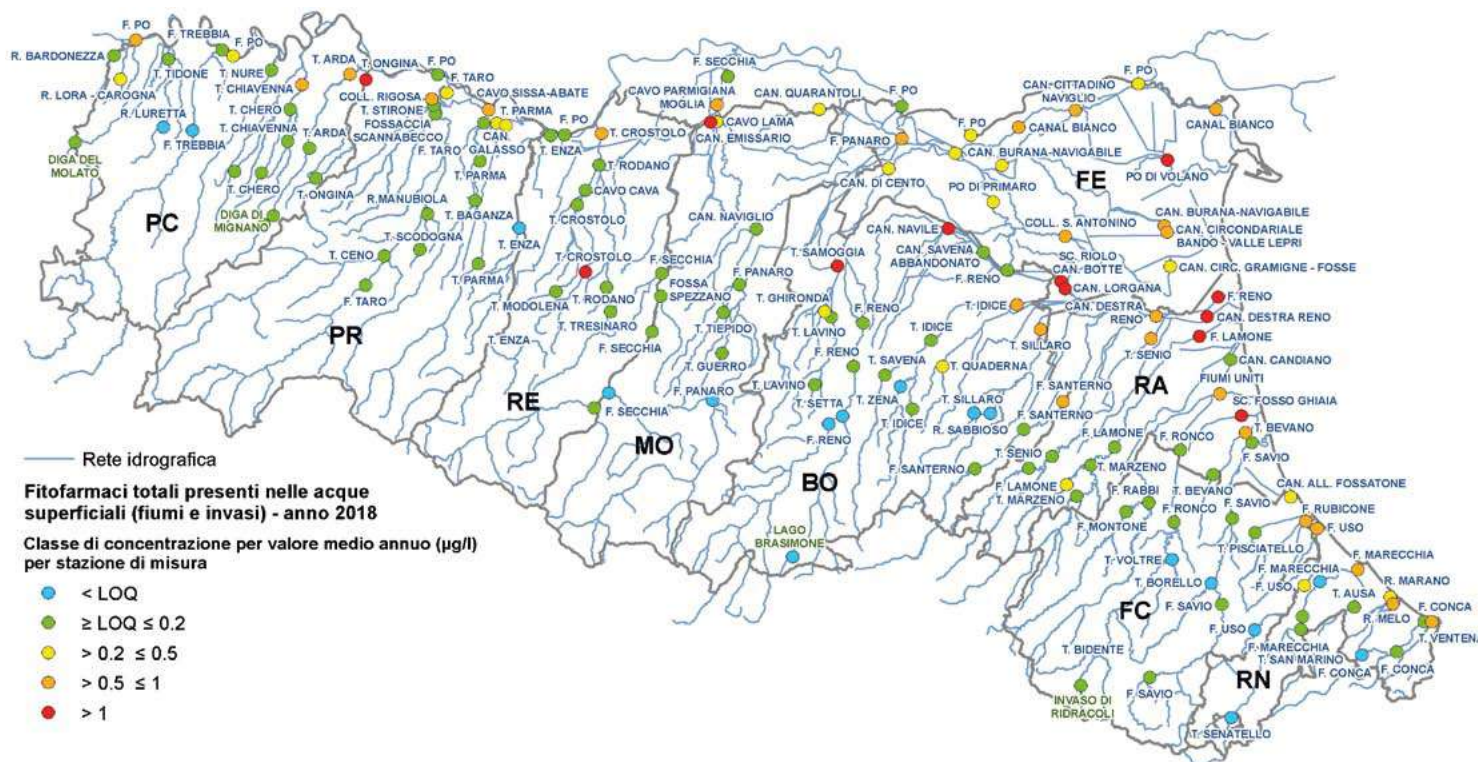 F. PO
F. TREBBIA
F. PO
R. BARDONEZZA
T. TIDONE
T. NURE
T. ARDA
T. ONGINA
F. PO
F. TARO
F. SECCHIA
R. LORA - CAROGNA
T. CHIAVENNA
COLL. RIGOSA
CAVO SISSA-ABATE
CAVO PARMIGIANA
MOGLIA
CAN. QUARANTOLI
F. PO
CAN-CITTADINO
NAVIGLIO
F. PO
R. LURETTA
T. CHERO
T. STIRONE
T. PARMA
FOSSACCIA
SCANNABECCO
F. PO
T. CROSTOLO
CAVO LAMA
CAN. EMISSARIO
F. PANARO
F. PO
CANAL BIANCO
CANAL BIANCO
F. TREBBIA
T. CHIAVENNA
T. ARDA
F. TARO
CAN.
GALASSO
T. ENZA
CAN. BURANA-NAVIGABILE
DIGA DEL
MOLATO
T. CHERO
T. ONGINA
T. PARMA
T. RODANO
CAN. DI CENTO
PO DI PRIMARO
FE
PO DI VOLANO
PC
DIGA DI
MIGNANO
R.MANUBIOLA
T. BAGANZA
CAVO CAVA
T. CROSTOLO
CAN. NAVIGLIO
CAN. NAVILE
COLL. S. ANTONINO
CAN. BURANA-NAVIGABILE
CAN. CIRCONDARIALE
BANDO - VALLE LEPRI
T. SCODOGNA
T. CENO
T. ENZA
T. SAMOGGIA
CAN. SAVENA
ABBANDONATO
SC. RIOLO
T. PARMA
T. CROSTOLO
F. SECCHIA
F. PANARO
F. RENO
CAN. BOTTE
CAN. CIRC. GRAMIGNE - FOSSE
F. TARO
T. MODOLENA
T. RODANO
FOSSA
SPEZZANO
T. GHIRONDA
F. RENO
T. IDICE
CAN. LORGANA
F. RENO
PR
T. TRESINARO
T. TIEPIDO
T. LAVINO
T. IDICE
CAN. DESTRA
RENO
CAN. DESTRA RENO
T. ENZA
F. SECCHIA
T. GUERRO
F. RENO
T. SAVENA
T. SILLARO
T. SENIO
F. LAMONE
T. QUADERNA
CAN. CANDIANO
RE
F. SECCHIA
F. PANARO
T. LAVINO
T. SETTA
T. ZENA
T. SILLARO
F. SANTERNO
RA
FIUMI UNITI
SC. FOSSO GHIAIA
MO
F. RENO
T. IDICE
R. SABBIOSO
F. SANTERNO
F. LAMONE
F. RONCO
T. BEVANO
F. SAVIO
Rete idrografica
BO
F. SANTERNO
T. SENIO
T. MARZENO
Fitofarmaci totali presenti nelle acque
superficiali (fiumi e invasi) - anno 2018
F. LAMONE
T. MARZENO
F. RABBI
T. BEVANO
F. SAVIO
CAN. ALL. FOSSATONE
F. RUBICONE
Classe di concentrazione per valore medio annuo (µg/l)
per stazione di misura
LAGO
BRASIMONE
F. MONTONE
F. RONCO
F. USO
T. PISCIATELLO
< LOQ
T. VOLTRE
F. MARECCHIA
F. MARECCHIA
≥ LOQ ≤ 0.2
T. BORELLO
F. USO
T. AUSA
R. MARANO
> 0.2 ≤ 0.5
FC
F. SAVIO
R. MELO
F. CONCA
> 0.5 ≤ 1
F. USO
T. VENTENA
> 1
T. BIDENTE
F. MARECCHIA
T. SAN MARINO
F. CONCA
F. CONCA
INVASO DI
RIDRACOLI
F. SAVIO
RN
T. SENATELLO